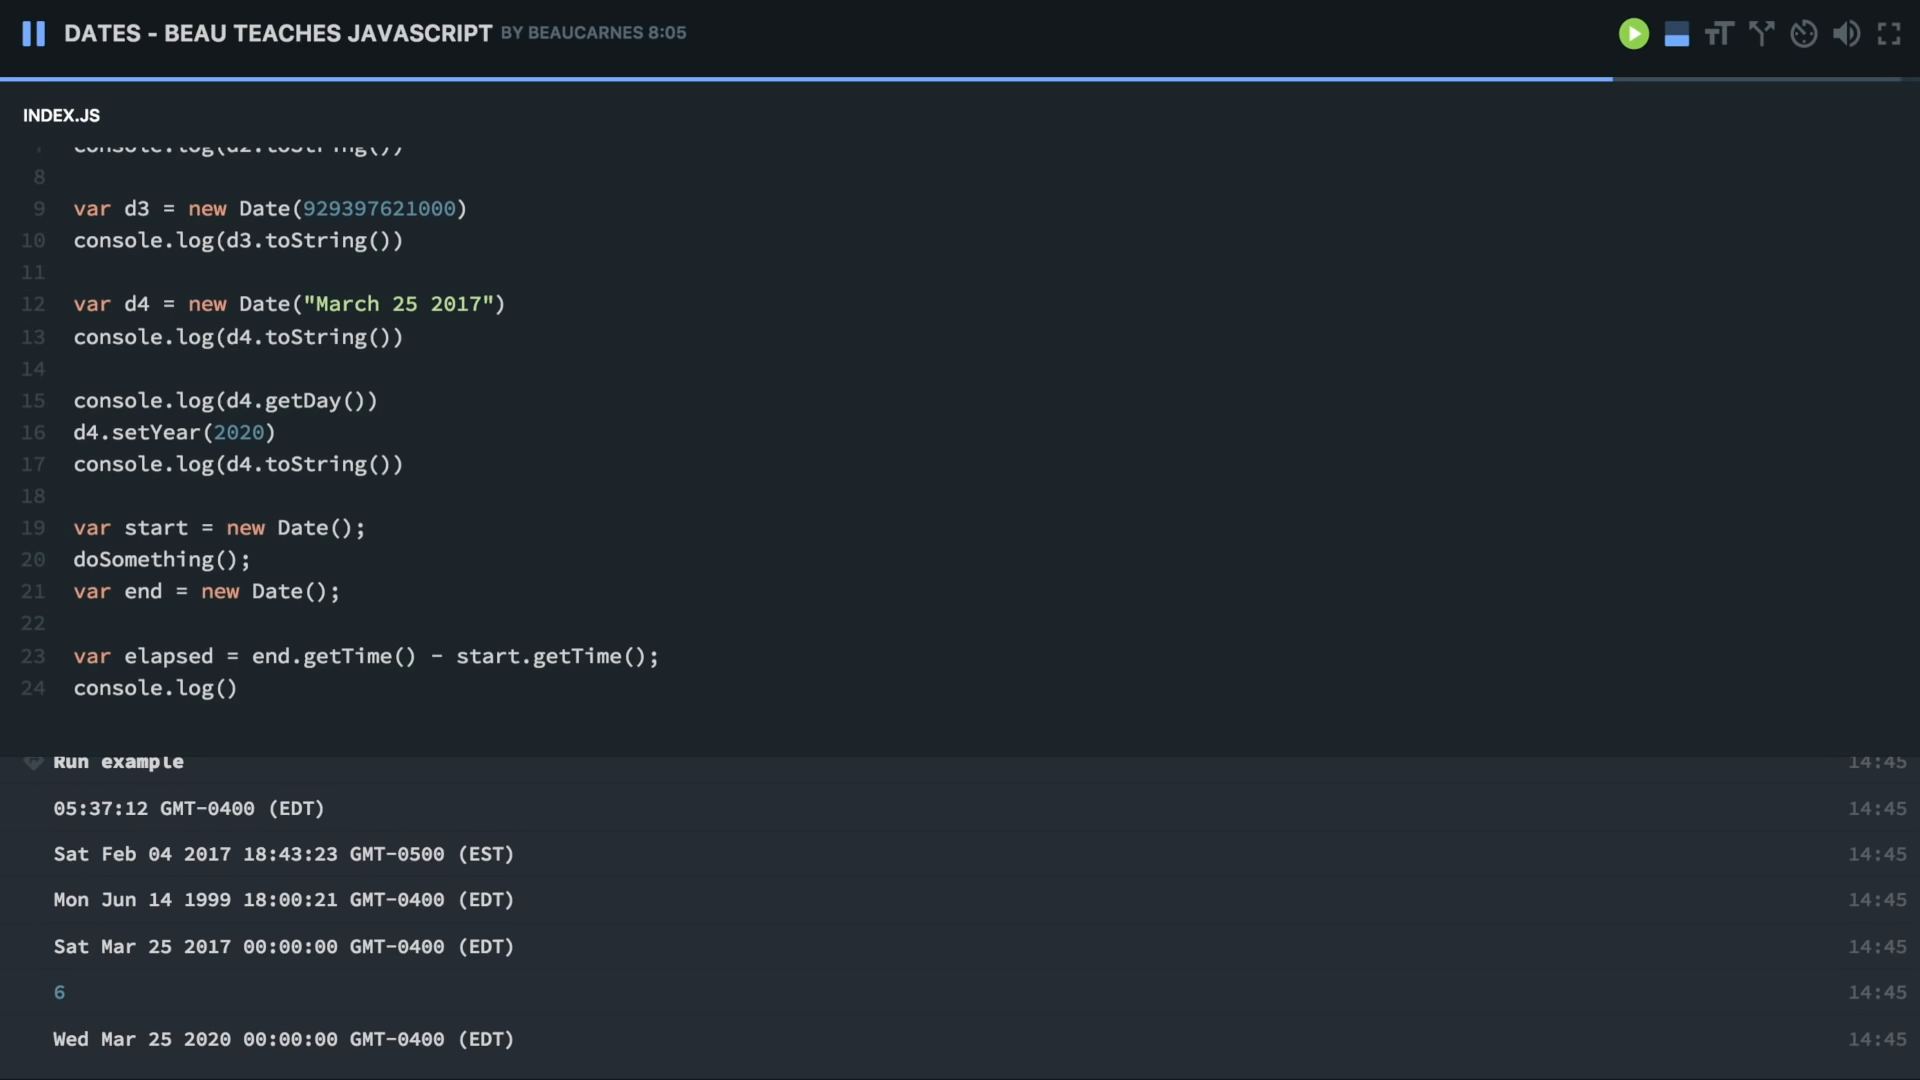 DATES - BEAU TEACHES JAVASCRIPT BY BEAUCARNES 8:05
INDEX.JS
console.log(d2.toString())
8
9 var d3 = new Date(929397621000)
10 console.log(d3.toString())
11
12 var d4 = new Date("March 25 2017")
13 console.log(d4.toString())
14
15 console.log(d4.getDay())
16 d4.setYear(2020)
17 console.log(d4.toString())
18
19 var start = new Date();
20 doSomething();
21 var end = new Date();
22
23 var elapsed = end.getTime() - start.getTime();
24 console.log()
Run example 14:45
05:37:12 GMT-0400 (EDT) 14:45
Sat Feb 04 2017 18:43:23 GMT-0500 (EST) 14:45
Mon Jun 14 1999 18:00:21 GMT-0400 (EDT) 14:45
Sat Mar 25 2017 00:00:00 GMT-0400 (EDT) 14:45
6 14:45
Wed Mar 25 2020 00:00:00 GMT-0400 (EDT) 14:45